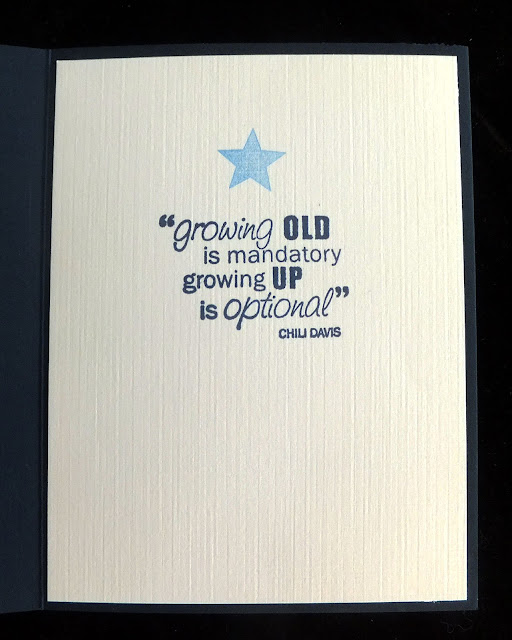 “growing OLD
is mandatory
growing UP
is optional”
CHILI DAVIS